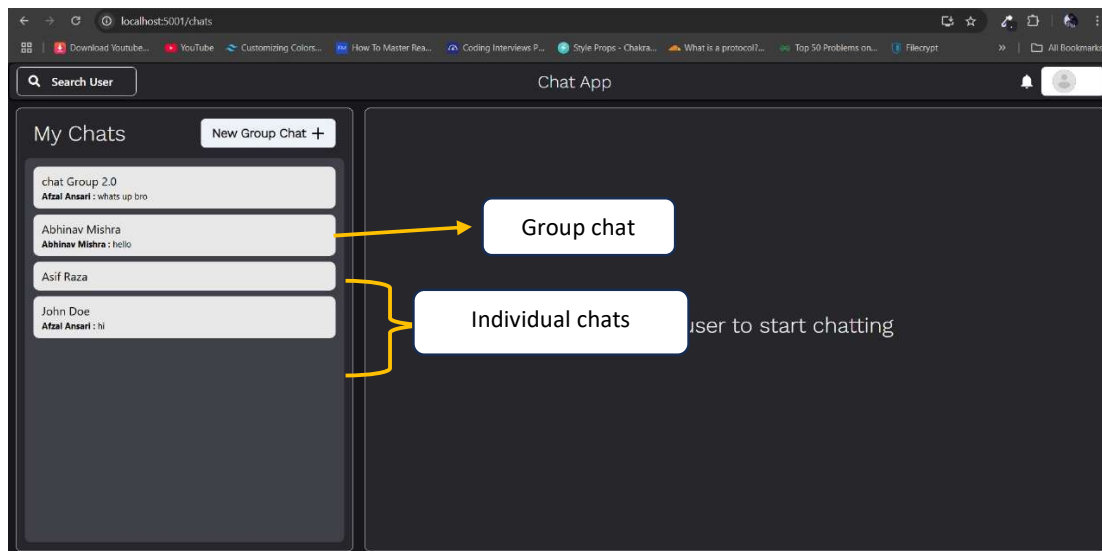 localhost:5001/chats
Download Youtube... YouTube Customizing Colors... How To Master Rea... Coding Interviews P... Style Props - Chakra... What is a protocol?... Top 50 Problems on... Filecrypt » All Bookmarks
Search User Chat App
My Chats New Group Chat +
chat Group 2.0
Afzal Ansari : whats up bro
Abhinav Mishra
Abhinav Mishra : hello
Group chat
Asif Raza
John Doe
Afzal Ansari : hi
Individual chats
user to start chatting